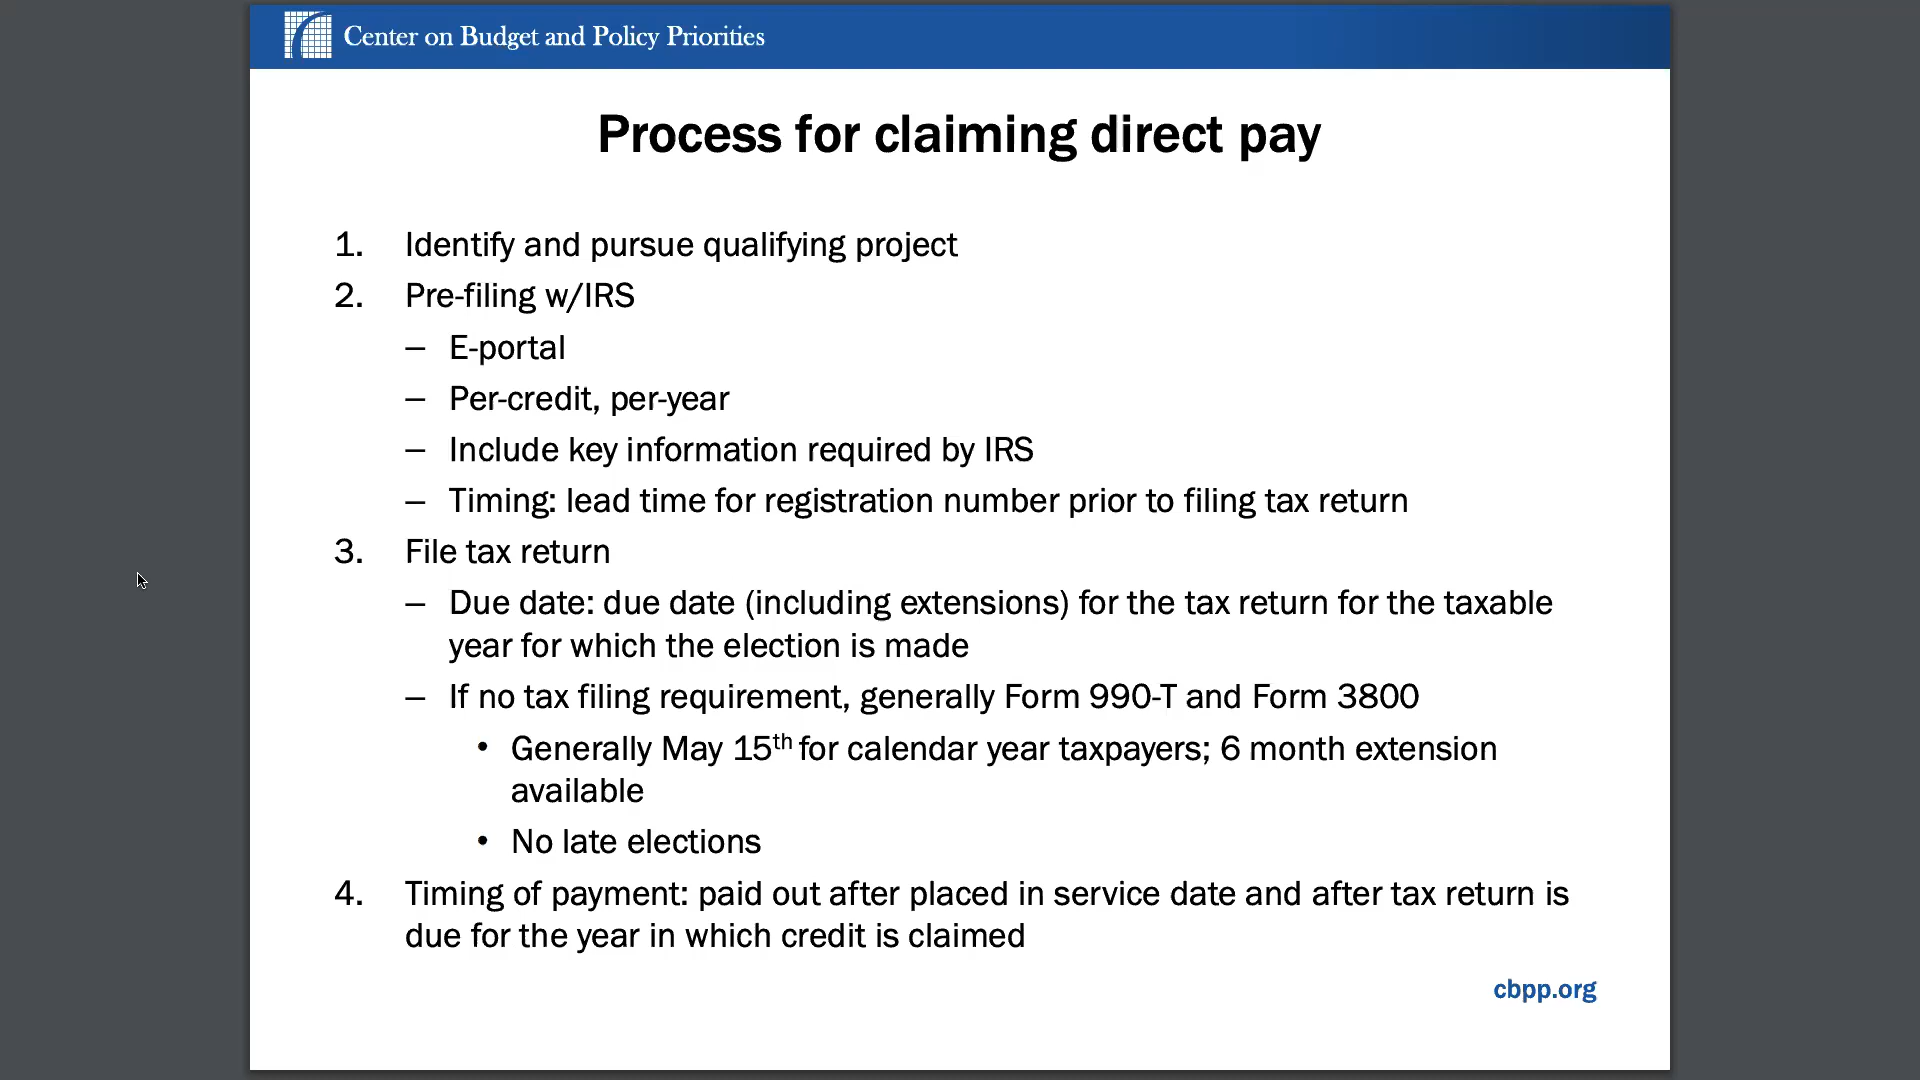 Center on Budget and Policy Priorities
Process for claiming direct pay
1. Identify and pursue qualifying project
2. Pre-filing w/IRS
– E-portal
– Per-credit, per-year
– Include key information required by IRS
– Timing: lead time for registration number prior to filing tax return
3. File tax return
– Due date: due date (including extensions) for the tax return for the taxable
year for which the election is made
– If no tax filing requirement, generally Form 990-T and Form 3800
• Generally May 15th for calendar year taxpayers; 6 month extension
available
• No late elections
4. Timing of payment: paid out after placed in service date and after tax return is
due for the year in which credit is claimed
cbpp.org